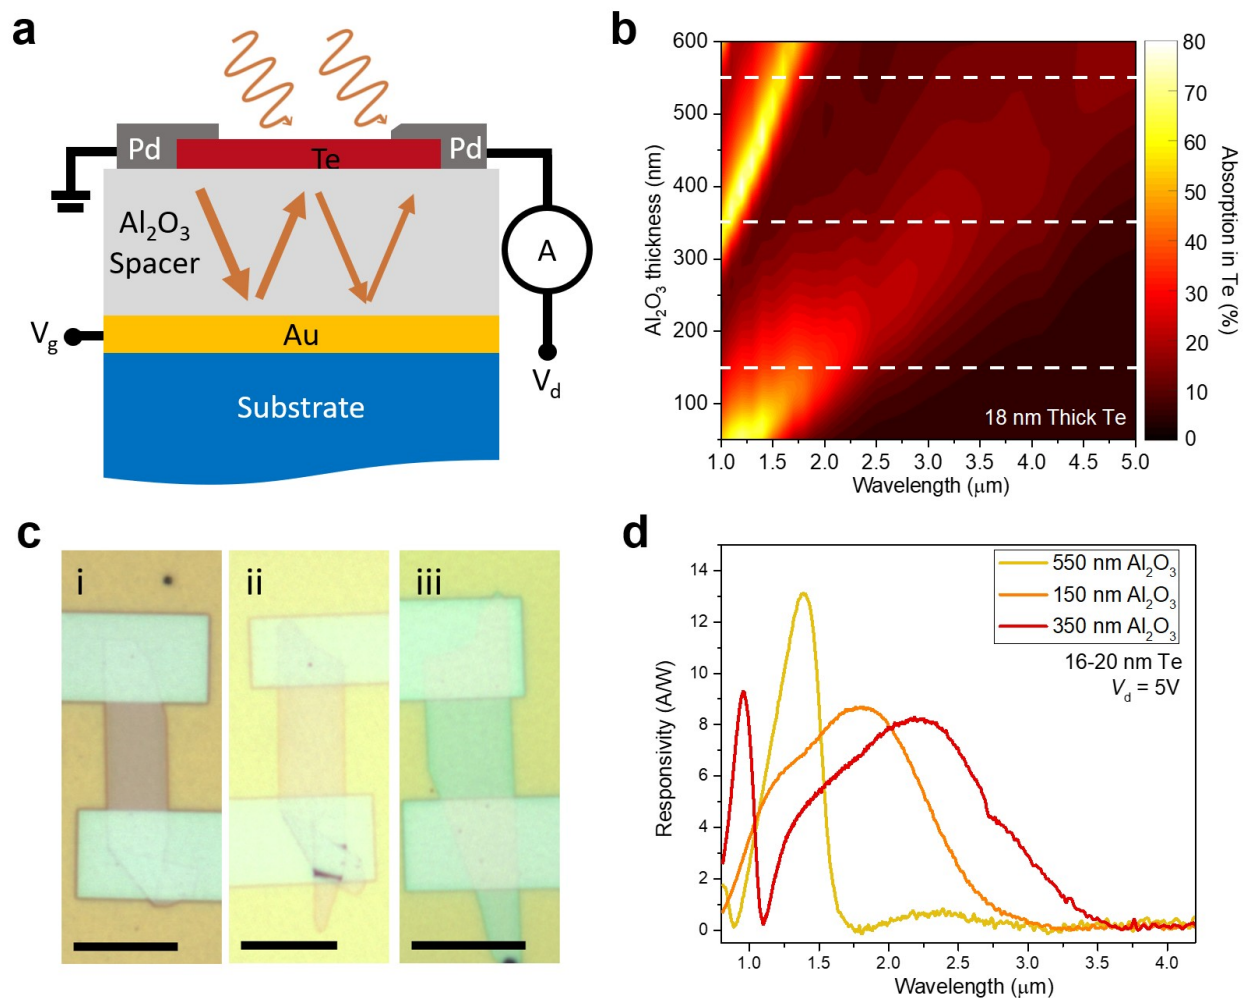 a
Pd
Te
Pd
Al₂O₃
Spacer
A
V_g
Au
V_d
Substrate
b
600
500
400
300
200
100
Al₂O₃ thickness (nm)
18 nm Thick Te
1.0 1.5 2.0 2.5 3.0 3.5 4.0 4.5 5.0
Wavelength (μm)
80
70
60
50
40
30
20
10
0
Absorption in Te (%)
c
i
ii
iii
d
14
12
10
8
6
4
2
0
Responsivity (A/W)
550 nm Al₂O₃
150 nm Al₂O₃
350 nm Al₂O₃
16-20 nm Te
V_d = 5V
1.0 1.5 2.0 2.5 3.0 3.5 4.0
Wavelength (μm)